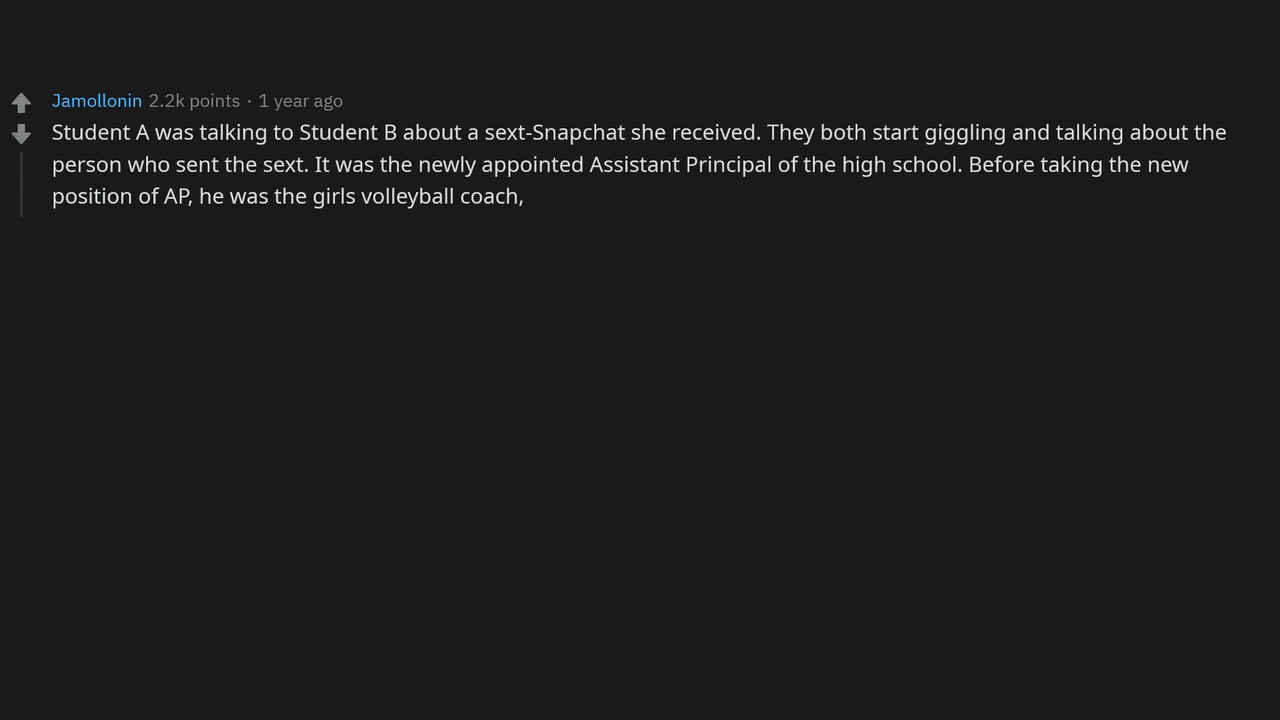 Jamollonin 2.2k points · 1 year ago
Student A was talking to Student B about a sext-Snapchat she received. They both start giggling and talking about the
person who sent the sext. It was the newly appointed Assistant Principal of the high school. Before taking the new
position of AP, he was the girls volleyball coach,